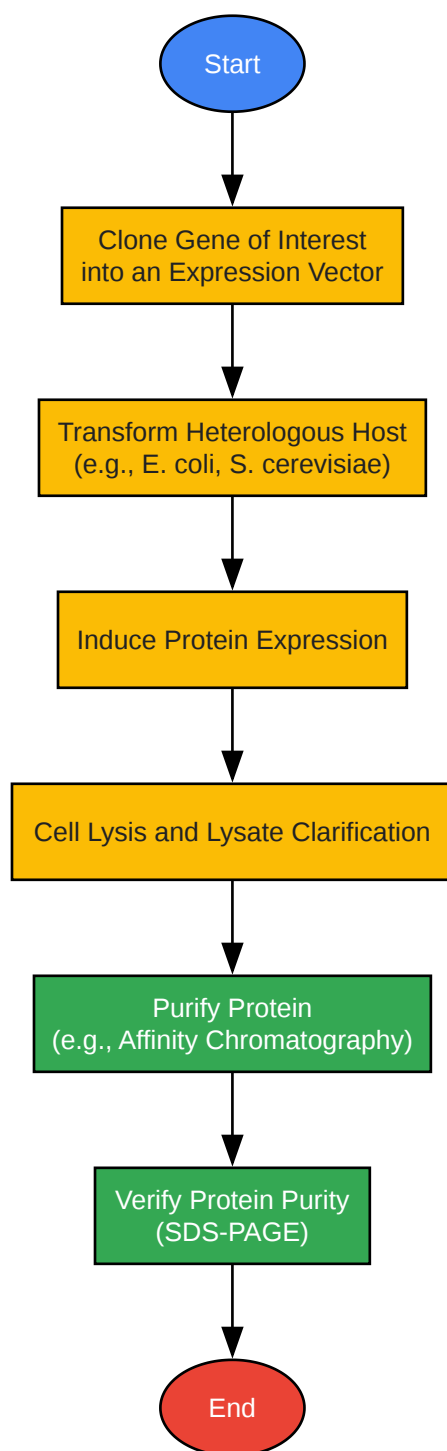 Start
Clone Gene of Interest
into an Expression Vector
Transform Heterologous Host
(e.g., E. coli, S. cerevisiae)
Induce Protein Expression
Cell Lysis and Lysate Clarification
Purify Protein
(e.g., Affinity Chromatography)
Verify Protein Purity
(SDS-PAGE)
End